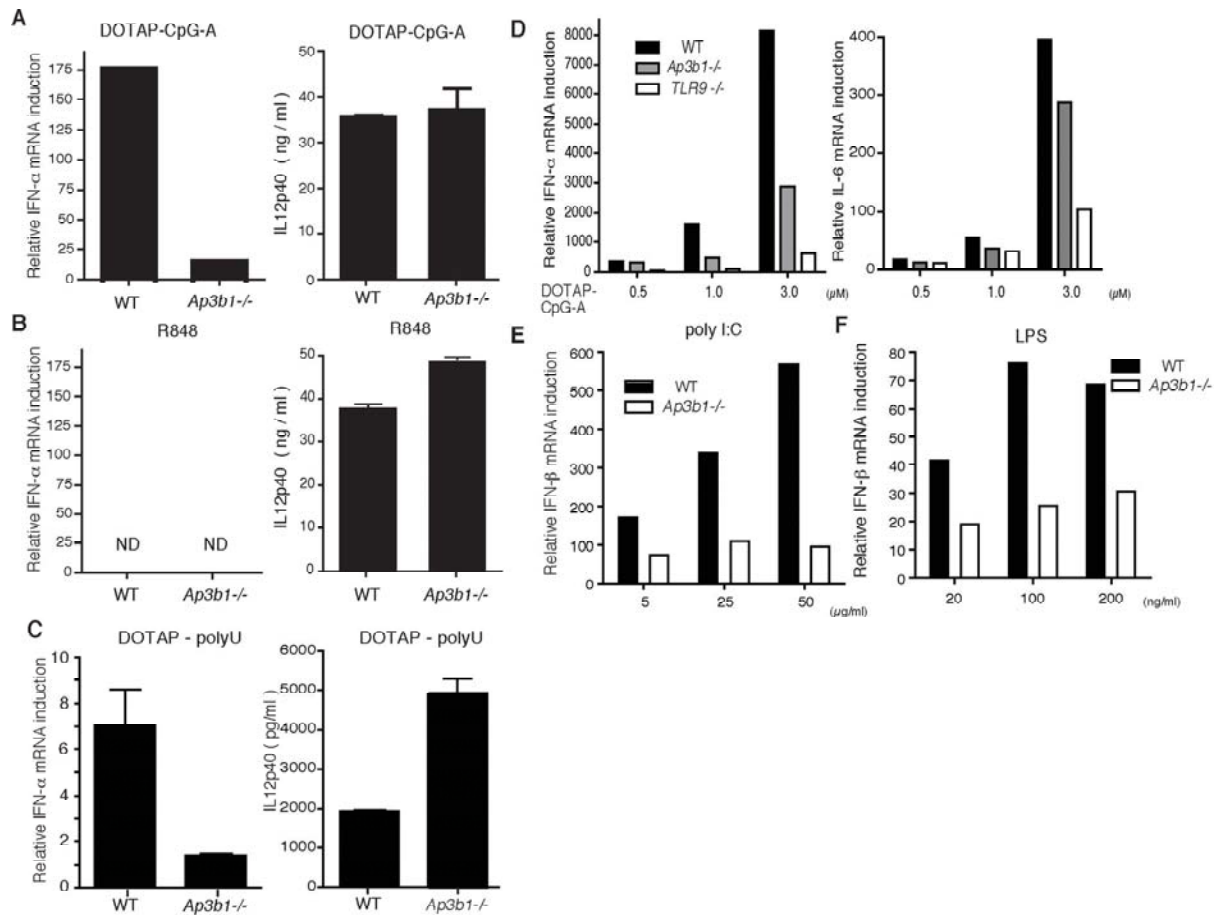 A
DOTAP-CpG-A
Relative IFN-α mRNA induction
175
150
125
100
75
50
25
0
WT
Ap3b1-/-
DOTAP-CpG-A
IL12p40 ( ng / ml )
50
40
30
20
10
0
WT
Ap3b1-/-
B
R848
Relative IFN-α mRNA induction
175
150
125
100
75
50
25
0
ND
ND
WT
Ap3b1-/-
R848
IL12p40 ( ng / ml )
50
40
30
20
10
0
WT
Ap3b1-/-
C
DOTAP - polyU
Relative IFN-α mRNA induction
10
8
6
4
2
0
WT
Ap3b1-/-
DOTAP - polyU
IL12p40 ( pg/ml )
6000
5000
4000
3000
2000
1000
0
WT
Ap3b1-/-
D
Relative IFN-α mRNA induction
8000
7000
6000
5000
4000
3000
2000
1000
0
WT
Ap3b1-/-
TLR9 -/-
DOTAP-
CpG-A
0.5
1.0
3.0
(µM)
Relative IL-6 mRNA induction
400
300
200
100
0
0.5
1.0
3.0
(µM)
E
poly I:C
Relative IFN-β mRNA induction
600
500
400
300
200
100
0
WT
Ap3b1-/-
5
25
50
(µg/ml)
F
LPS
Relative IFN-β mRNA induction
80
70
60
50
40
30
20
10
0
WT
Ap3b1-/-
20
100
200
(ng/ml)